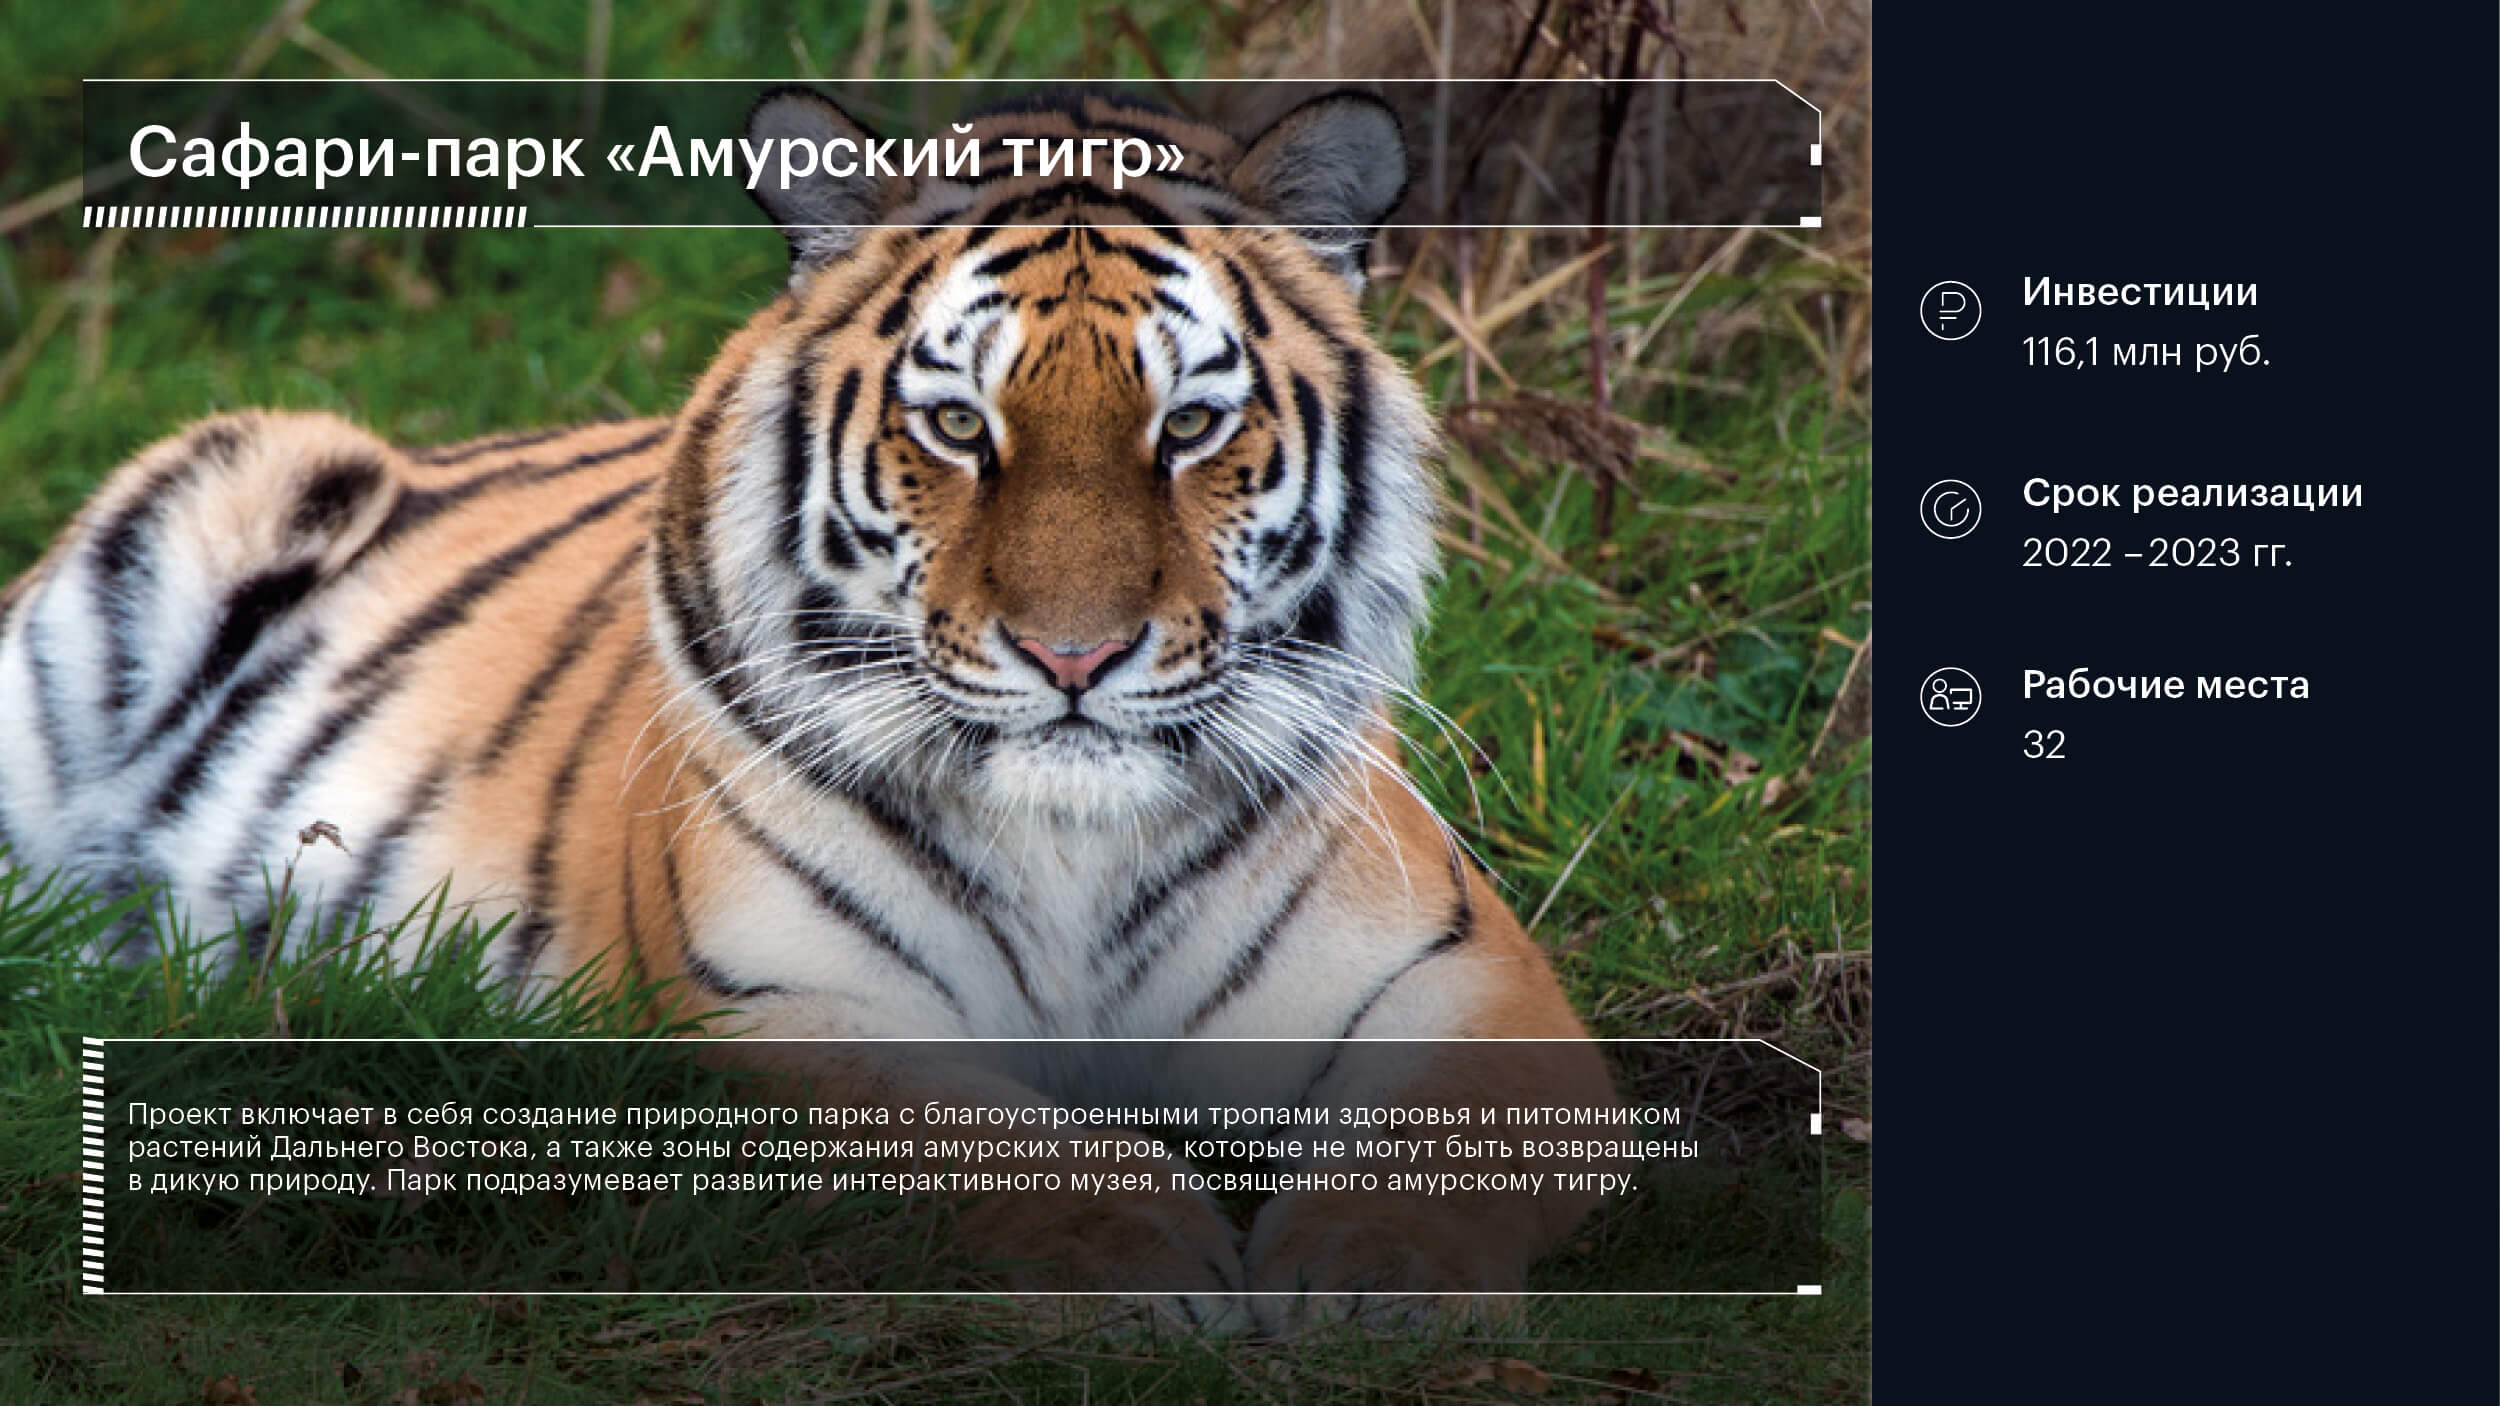 Сафари-парк «Амурский тигр»
Инвестиции
116,1 млн руб.
Срок реализации
2022 – 2023 гг.
Рабочие места
32
Проект включает в себя создание природного парка с благоустроенными тропами здоровья и питомником
растений Дальнего Востока, а также зоны содержания амурских тигров, которые не могут быть возвращены
в дикую природу. Парк подразумевает развитие интерактивного музея, посвященного амурскому тигру.